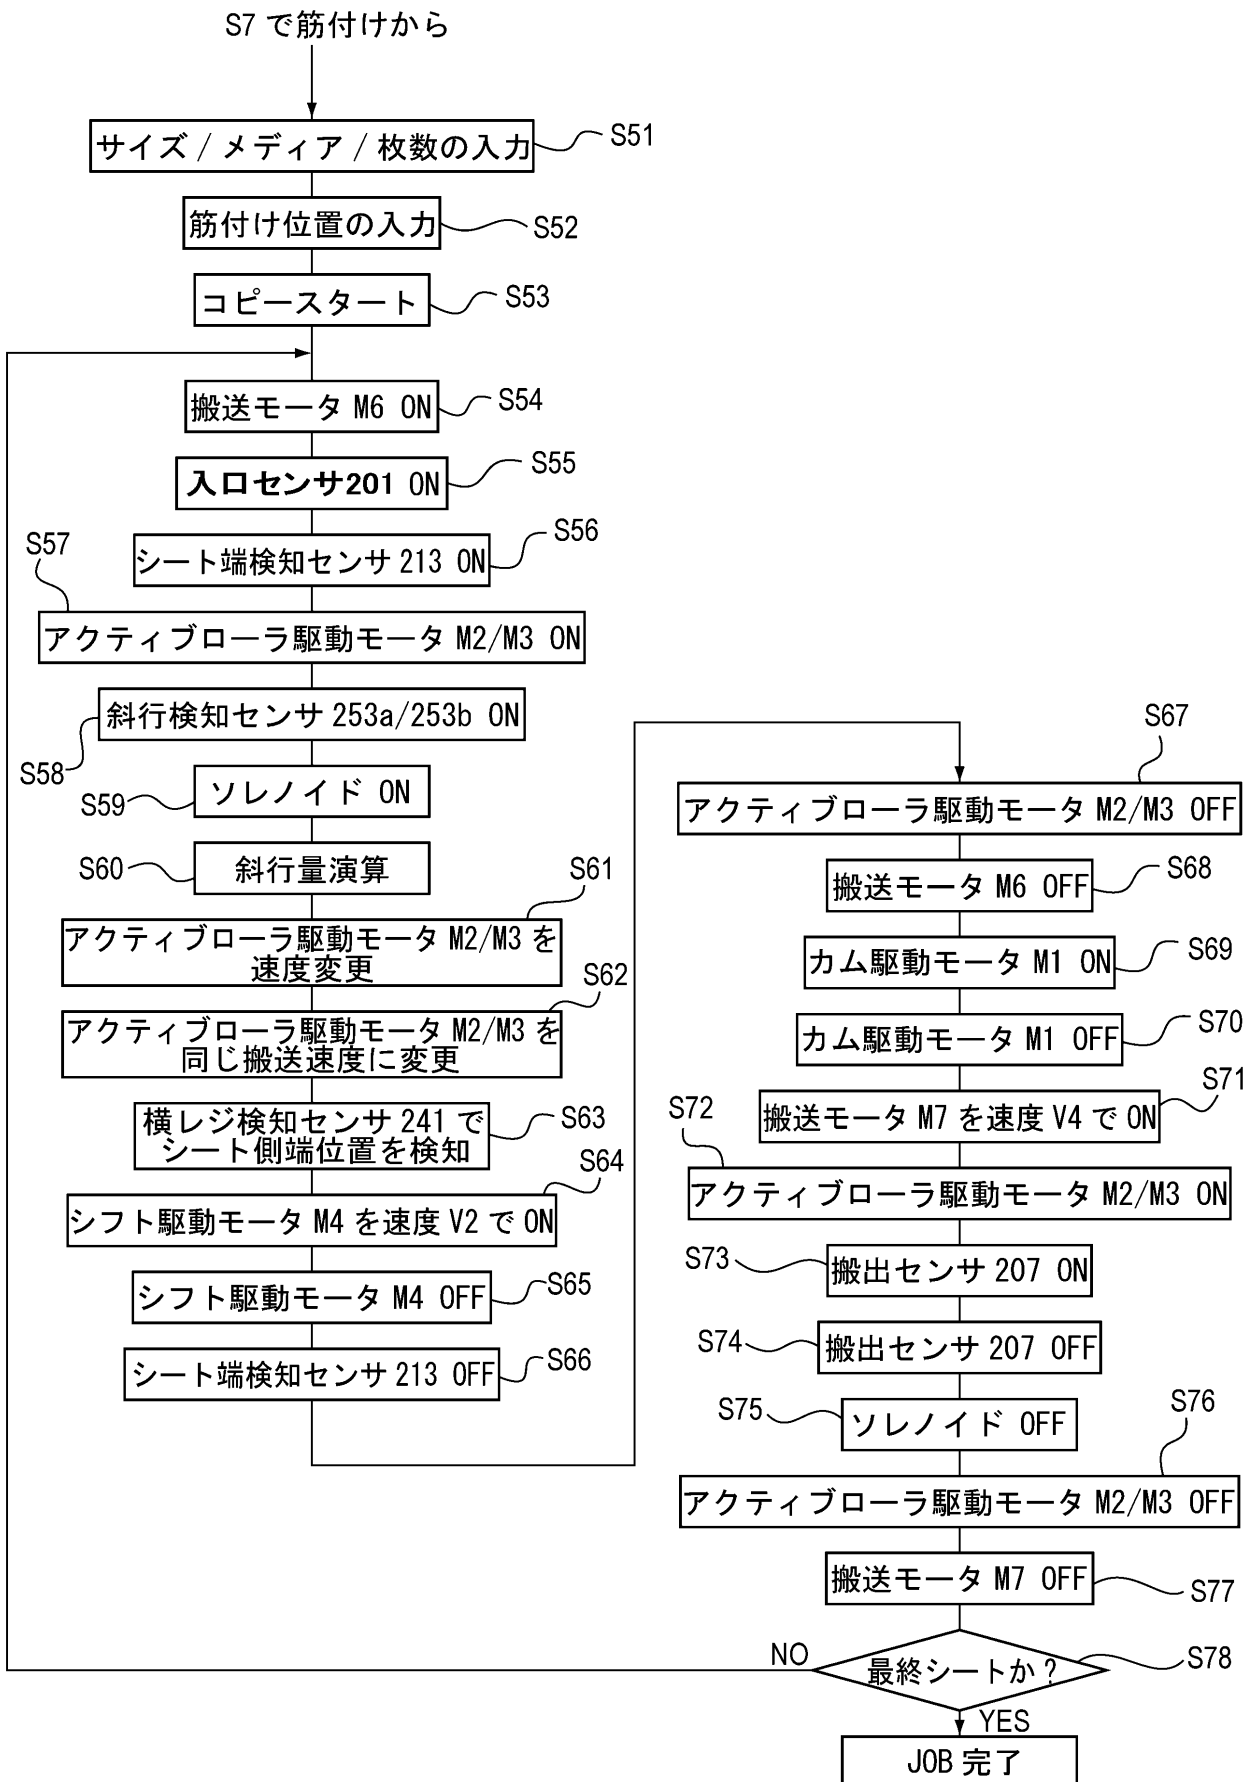 S7 で筋付けから
サイズ / メディア / 枚数の入力
S51
筋付け位置の入力
S52
コピースタート
S53
搬送モータ M6 ON
S54
入口センサ201 ON
S55
シート端検知センサ 213 ON
S56
S57
アクティブローラ駆動モータ M2/M3 ON
斜行検知センサ 253a/253b ON
S58
ソレノイド ON
S59
斜行量演算
S60
アクティブローラ駆動モータ M2/M3 を
速度変更
S61
アクティブローラ駆動モータ M2/M3 を
同じ搬送速度に変更
S62
横レジ検知センサ 241 で
シート側端位置を検知
S63
シフト駆動モータ M4 を速度 V2 で ON
S64
シフト駆動モータ M4 OFF
S65
シート端検知センサ 213 OFF
S66
S67
アクティブローラ駆動モータ M2/M3 OFF
搬送モータ M6 OFF
S68
カム駆動モータ M1 ON
S69
カム駆動モータ M1 OFF
S70
搬送モータ M7 を速度 V4 で ON
S71
S72
アクティブローラ駆動モータ M2/M3 ON
S73
搬出センサ 207 ON
S74
搬出センサ 207 OFF
S75
ソレノイド OFF
S76
アクティブローラ駆動モータ M2/M3 OFF
搬送モータ M7 OFF
S77
NO
最終シートか?
S78
YES
JOB 完了